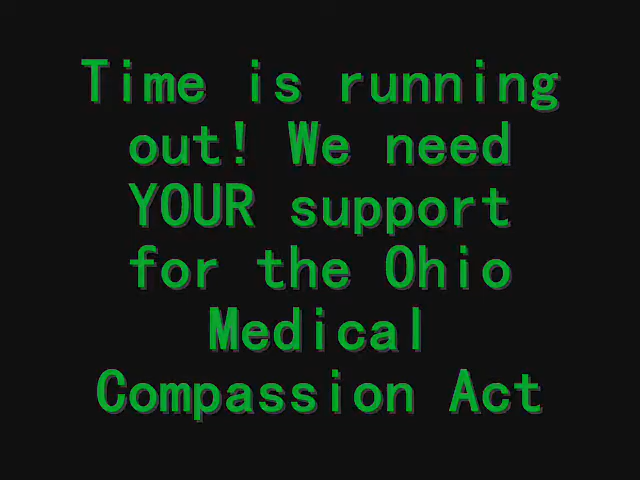 Time is running
out! We need
YOUR support
for the Ohio
Medical
Compassion Act